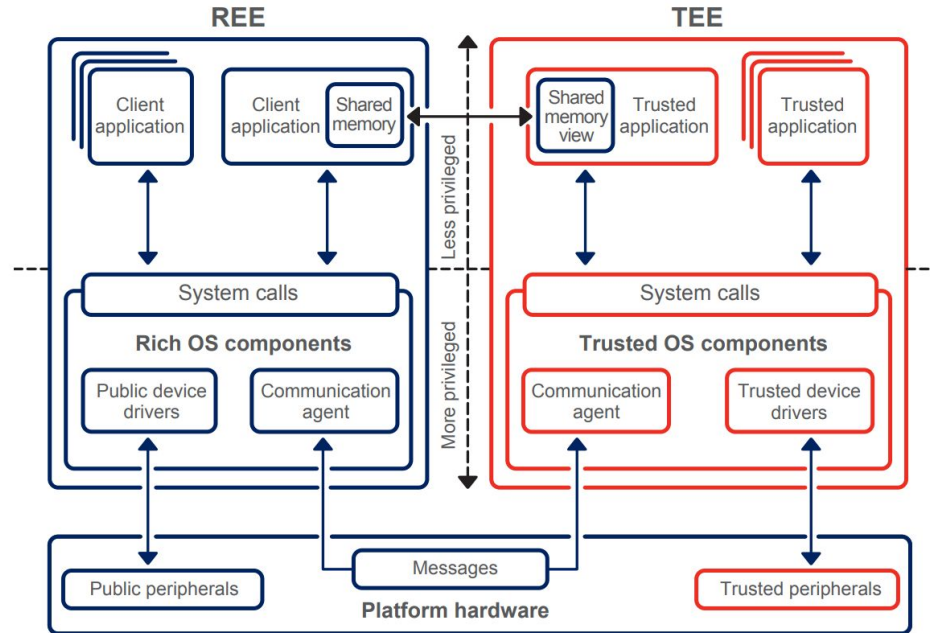 REE
TEE
Client
application
Client
application
Shared
memory
Shared
memory
view
Trusted
application
Trusted
application
Less privileged
More privileged
System calls
System calls
Rich OS components
Trusted OS components
Public device
drivers
Communication
agent
Communication
agent
Trusted device
drivers
Messages
Public peripherals
Trusted peripherals
Platform hardware